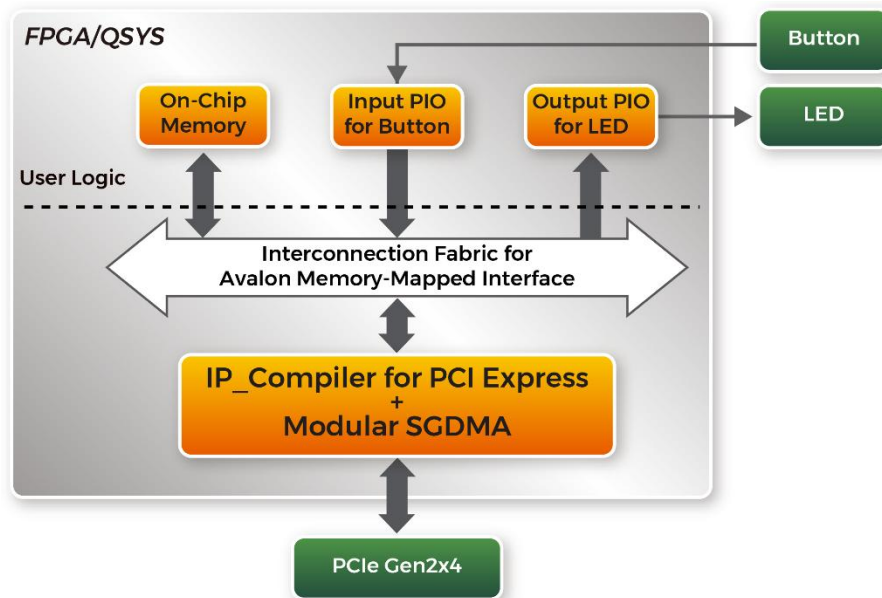 FPGA/QSYS
Button
On-Chip
Memory
Input PIO
for Button
Output PIO
for LED
LED
User Logic
Interconnection Fabric for
Avalon Memory-Mapped Interface
IP_Compiler for PCI Express
+
Modular SGDMA
PCIe Gen2x4